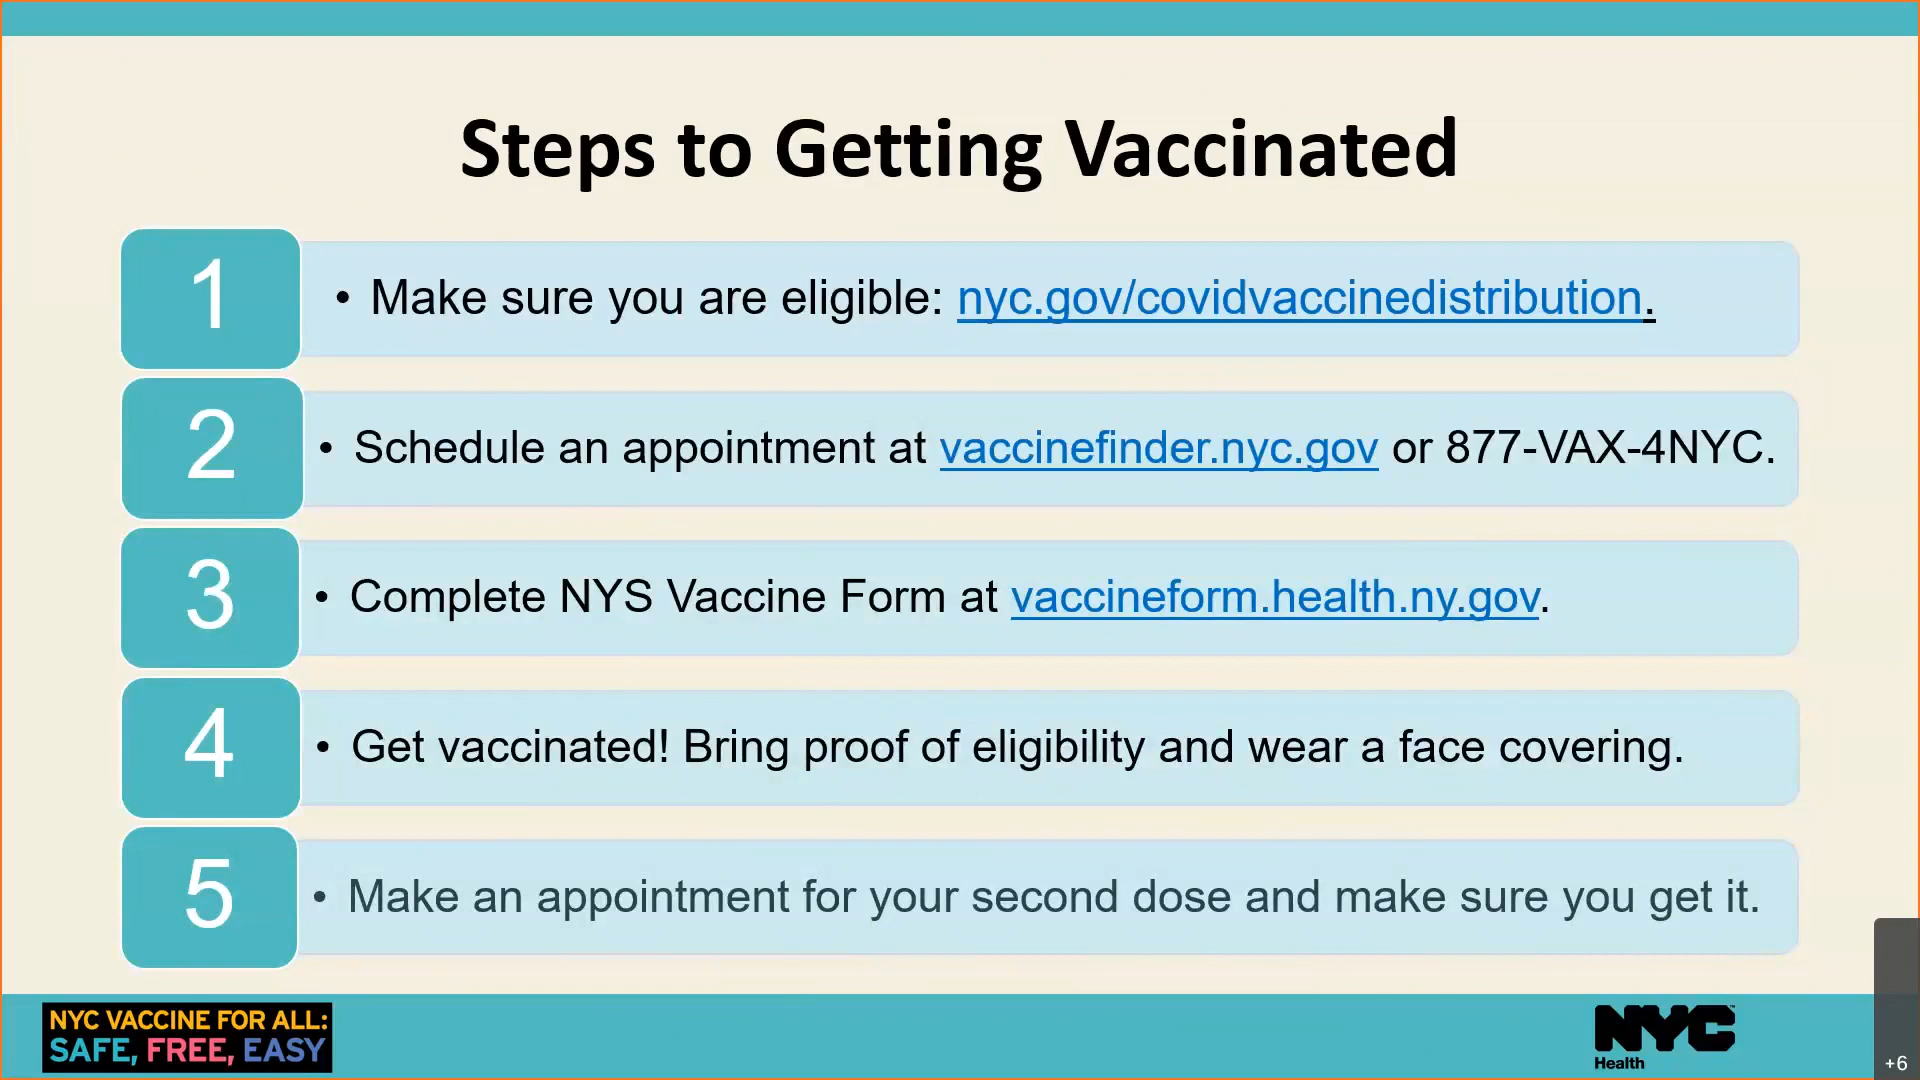 Steps to Getting Vaccinated
1
• Make sure you are eligible: nyc.gov/covidvaccinedistribution.
2
• Schedule an appointment at vaccinefinder.nyc.gov or 877-VAX-4NYC.
3
• Complete NYS Vaccine Form at vaccineform.health.ny.gov.
4
• Get vaccinated! Bring proof of eligibility and wear a face covering.
5
• Make an appointment for your second dose and make sure you get it.
NYC VACCINE FOR ALL:
SAFE, FREE, EASY
NYC
Health
+6